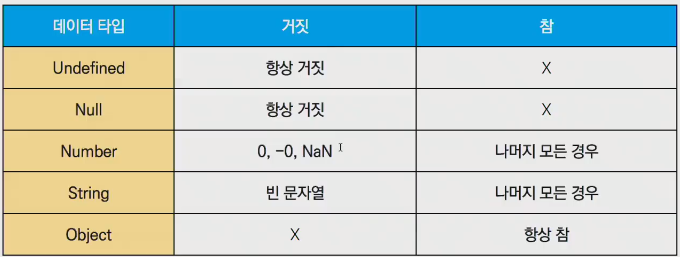 데이터 타입 거짓 참
Undefined 항상 거짓 X
Null 항상 거짓 X
Number 0, -0, NaN 나머지 모든 경우
String 빈 문자열 나머지 모든 경우
Object X 항상 참